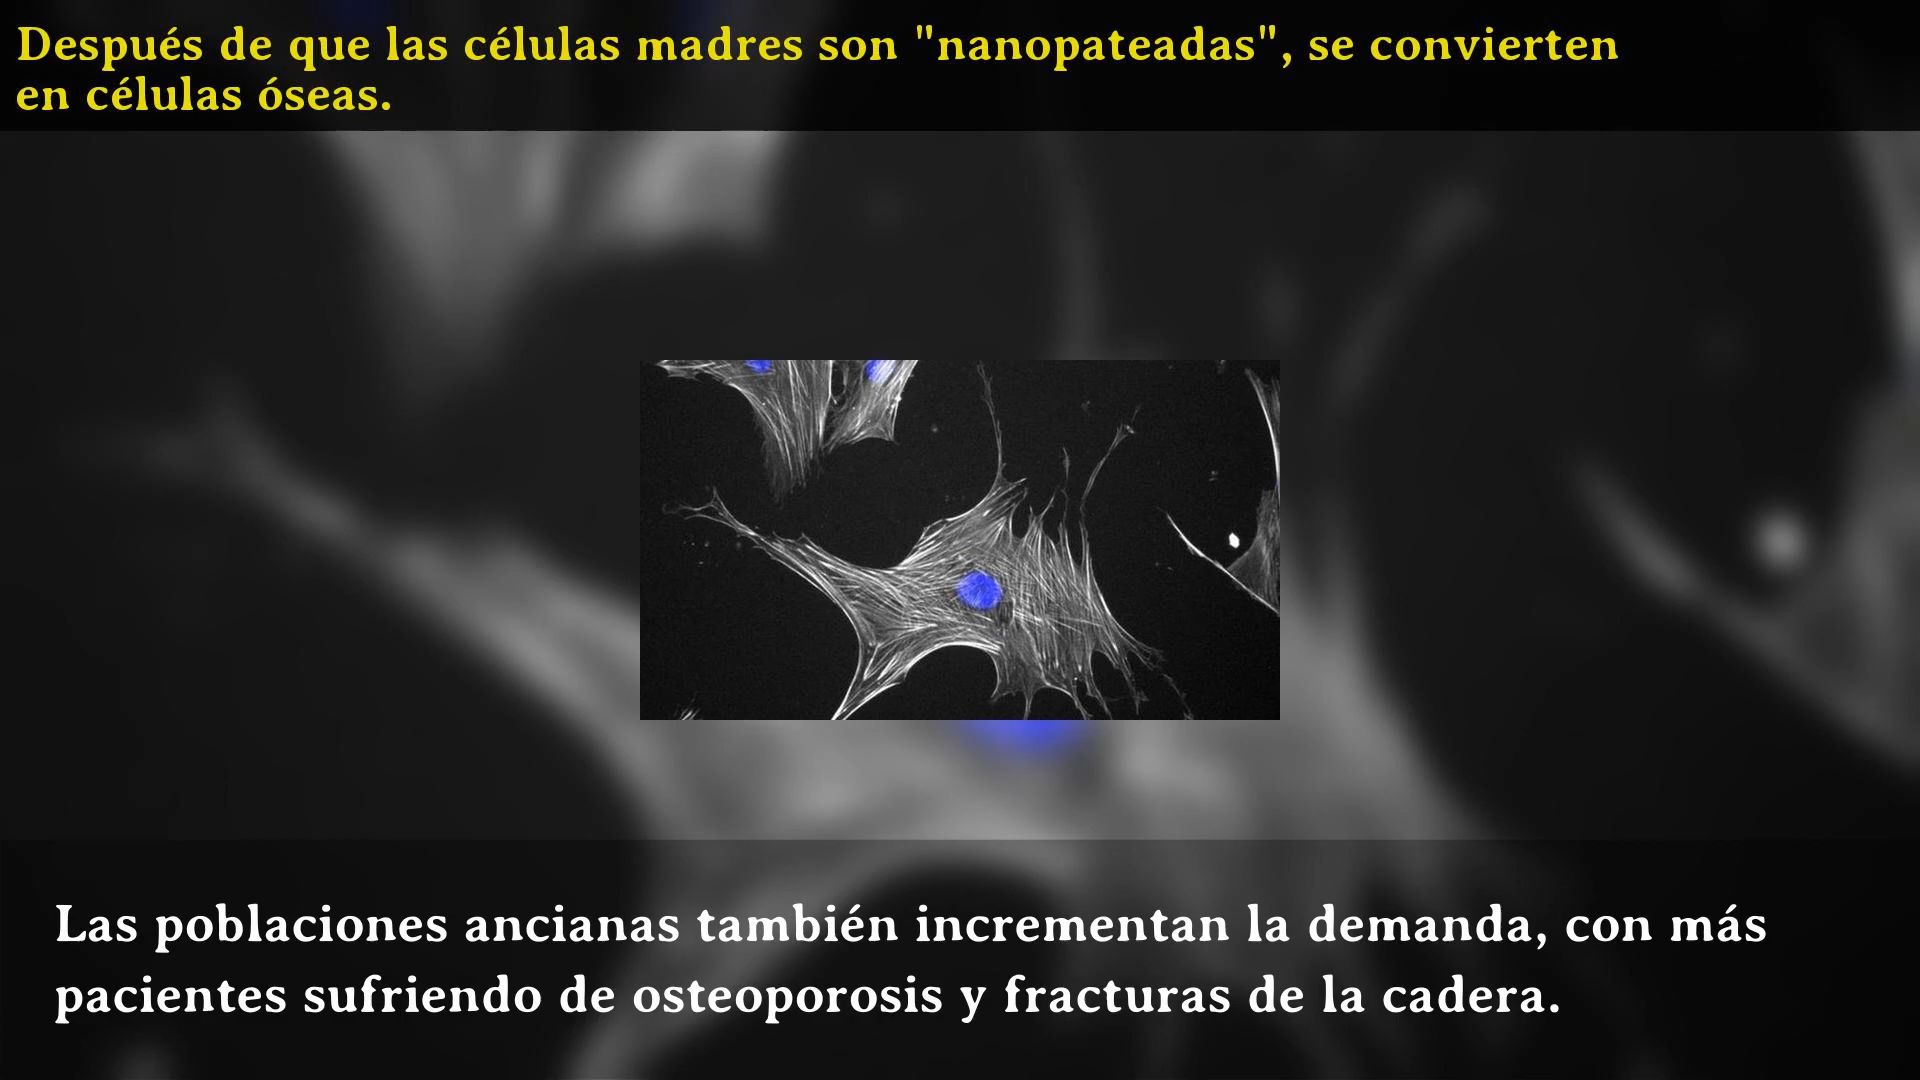 Después de que las células madres son "nanopateadas", se convierten
en células óseas.
Las poblaciones ancianas también incrementan la demanda, con más
pacientes sufriendo de osteoporosis y fracturas de la cadera.